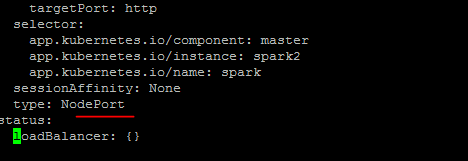 targetPort: http
selector:
app.kubernetes.io/component: master
app.kubernetes.io/instance: spark2
app.kubernetes.io/name: spark
sessionAffinity: None
type: NodePort
status:
loadBalancer: {}